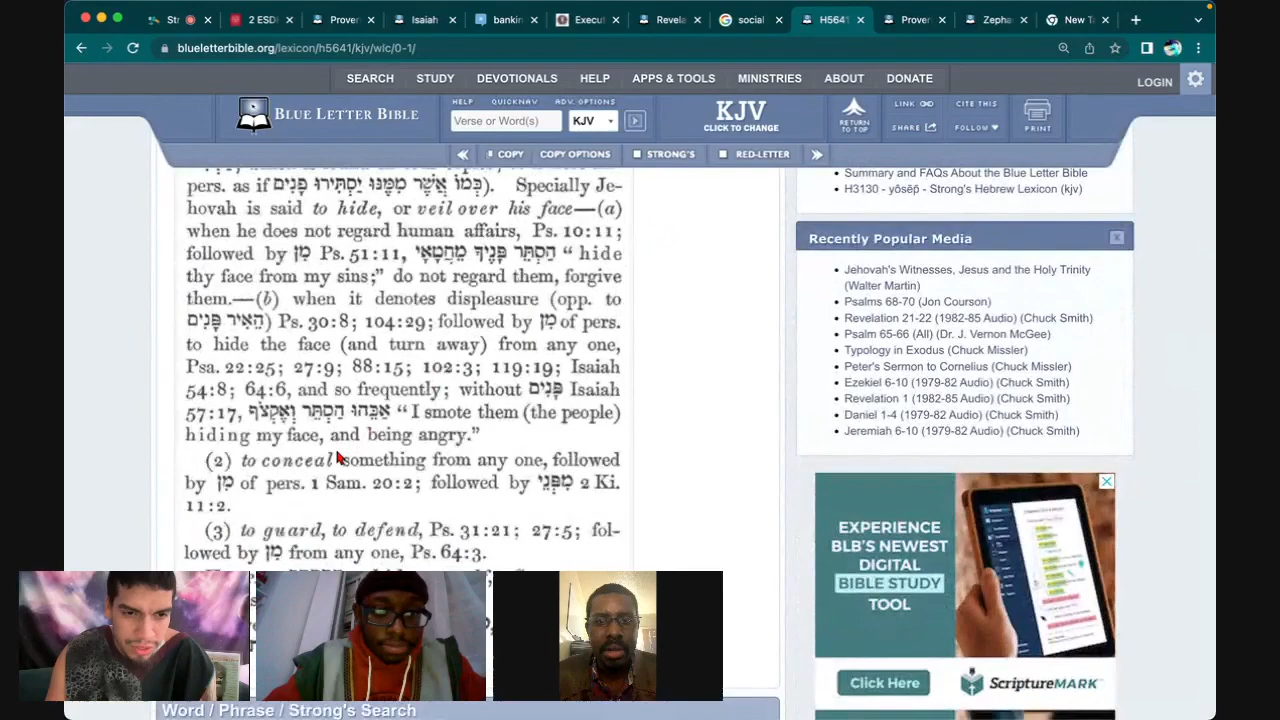 Str
2 ESD
Prover
Isaiah
bankin
Execut
Revela
social
H5641
Prover
Zepha
New Ta
blueletterbible.org/lexicon/h5641/kjv/wlc/0-1/
SEARCH STUDY DEVOTIONALS HELP APPS & TOOLS MINISTRIES ABOUT DONATE
LOGIN
BLUE LETTER BIBLE
HELP QUICKNAV ADV. OPTIONS
Verse or Word(s) KJV
KJV
CLICK TO CHANGE
RETURN TO TOP
LINK
SHARE
CITE THIS
FOLLOW
PRINT
COPY COPY OPTIONS STRONG'S RED-LETTER
pers. as if כְּמוֹ אֲשֶׁר מִמֶּנּוּ יַסְתִּירוּ פָּנִים). Specially Je-
hovah is said to hide, or veil over his face—(a)
when he does not regard human affairs, Ps. 10:11;
followed by מִן Ps. 51:11, הַסְתֵּר פָּנֶיךָ מֵחֲטָאַי "hide
thy face from my sins;" do not regard them, forgive
them.—(b) when it denotes displeasure (opp. to
הֵאִיר פָּנִים) Ps. 30:8; 104:29; followed by מִן of pers.
to hide the face (and turn away) from any one,
Psa. 22:25; 27:9; 88:15; 102:3; 119:19; Isaiah
54:8; 64:6, and so frequently; without פָּנִים Isaiah
57:17, אַכֵּהוּ הַסְתֵּר וְאֶקְצֹף "I smote them (the people)
hiding my face, and being angry."
(2) to conceal something from any one, followed
by מִן of pers. 1 Sam. 20:2; followed by מִפְּנֵי 2 Ki.
11:2.
(3) to guard, to defend, Ps. 31:21; 27:5; fol-
lowed by מִן from any one, Ps. 64:3.
Word / Phrase / Strong's Search
Summary and FAQs About the Blue Letter Bible
H3130 - yôsēp̄ - Strong's Hebrew Lexicon (kjv)
Recently Popular Media
Jehovah's Witnesses, Jesus and the Holy Trinity
(Walter Martin)
Psalms 68-70 (Jon Courson)
Revelation 21-22 (1982-85 Audio) (Chuck Smith)
Psalm 65-66 (All) (Dr. J. Vernon McGee)
Typology in Exodus (Chuck Missler)
Peter's Sermon to Cornelius (Chuck Missler)
Ezekiel 6-10 (1979-82 Audio) (Chuck Smith)
Revelation 1 (1982-85 Audio) (Chuck Smith)
Daniel 1-4 (1979-82 Audio) (Chuck Smith)
Jeremiah 6-10 (1979-82 Audio) (Chuck Smith)
EXPERIENCE
BLB'S NEWEST
DIGITAL
BIBLE STUDY
TOOL
Click Here
SCRIPTUREMARK